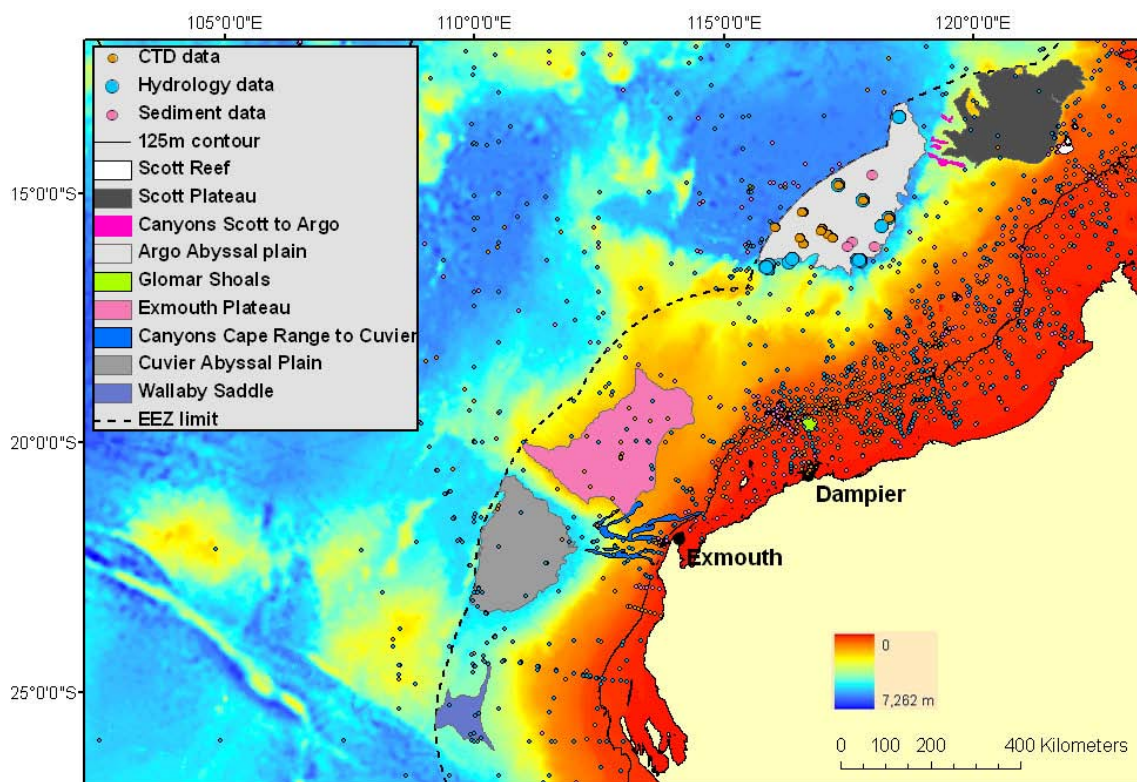 105°0'0"E 110°0'0"E 115°0'0"E 120°0'0"E
CTD data
Hydrology data
Sediment data
125m contour
Scott Reef
Scott Plateau
Canyons Scott to Argo
Argo Abyssal plain
Glomar Shoals
Exmouth Plateau
Canyons Cape Range to Cuvier
Cuvier Abyssal Plain
Wallaby Saddle
EEZ limit
15°0'0"S
20°0'0"S
25°0'0"S
Dampier
Exmouth
0
7,262 m
0 100 200 400 Kilometers